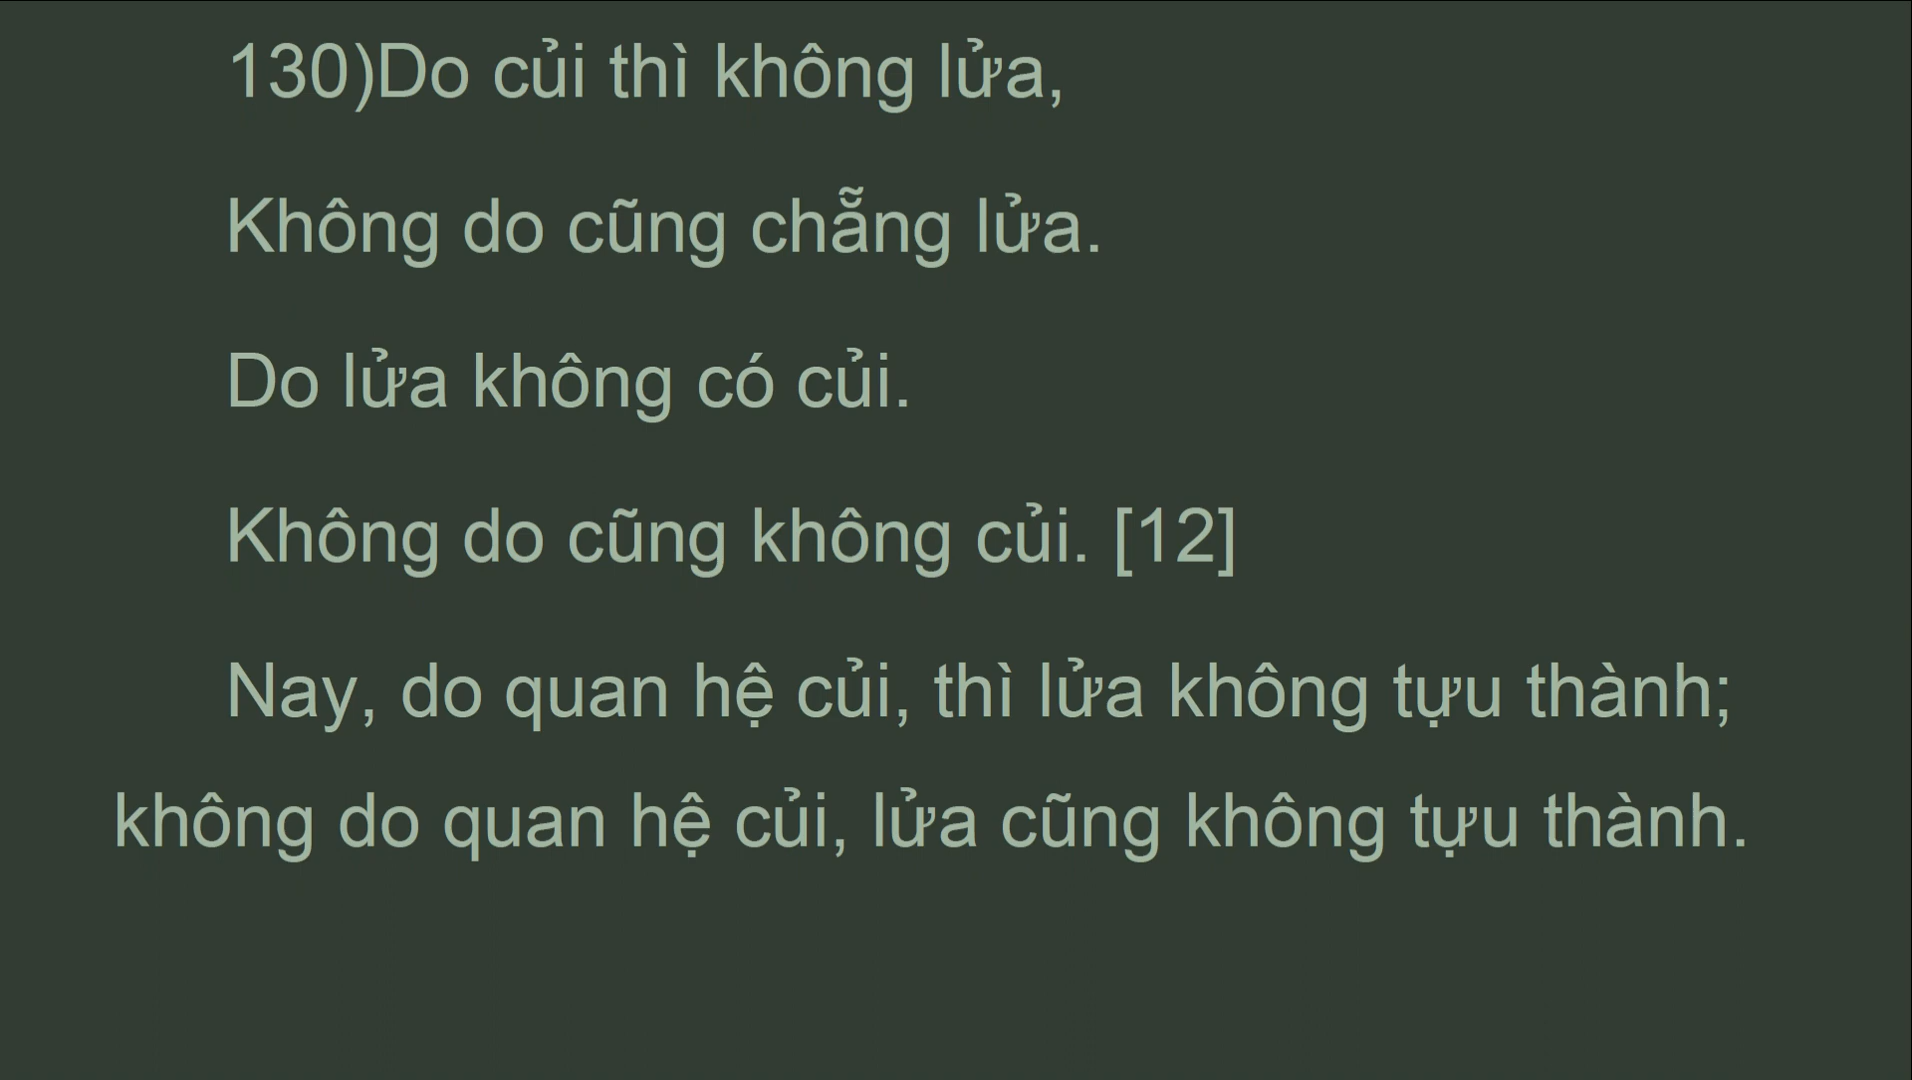 130)Do củi thì không lửa,
Không do cũng chẵng lửa.
Do lửa không có củi.
Không do cũng không củi. [12]
Nay, do quan hệ củi, thì lửa không tựu thành;
không do quan hệ củi, lửa cũng không tựu thành.